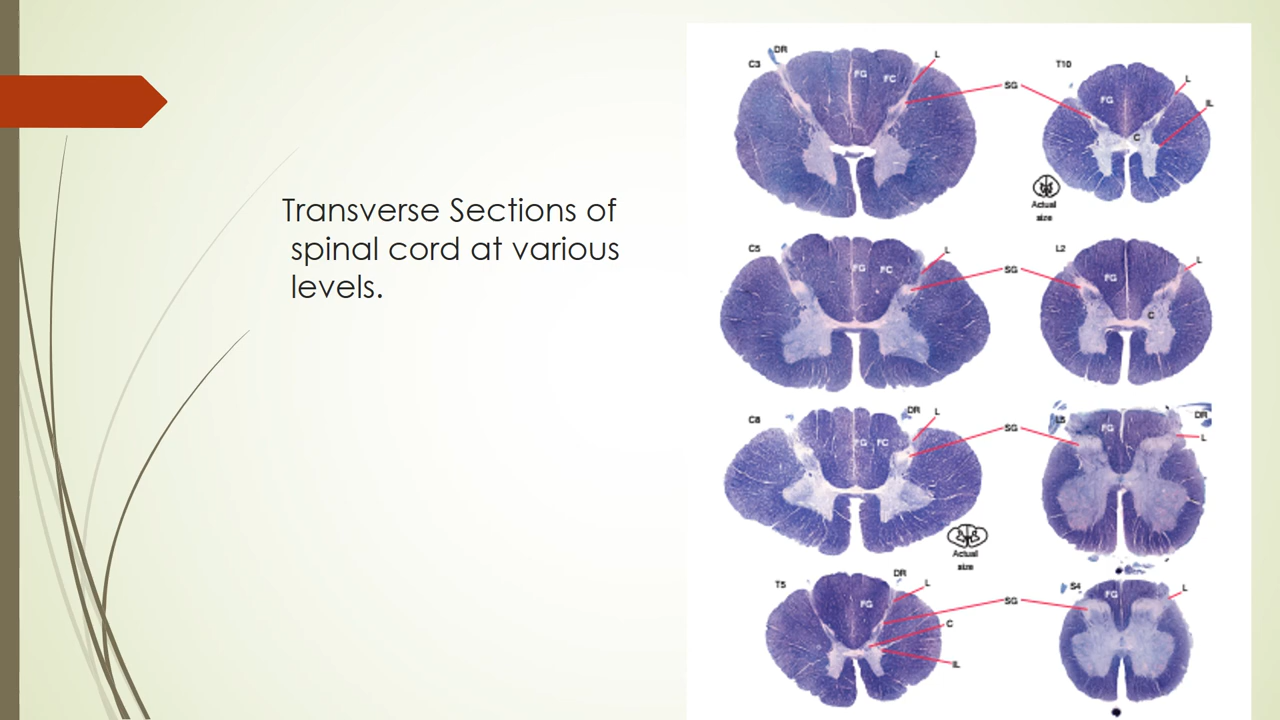 Transverse Sections of
spinal cord at various
levels.
DR
C3
FG
FC
L
SG
T10
L
FG
IL
C
Actual
size
C5
FG
FC
L
SG
L2
L
FG
C
C8
DR
L
FG
FC
SG
L5
DR
FG
L
Actual
size
T5
DR
L
FG
SG
C
IL
S4
FG
L